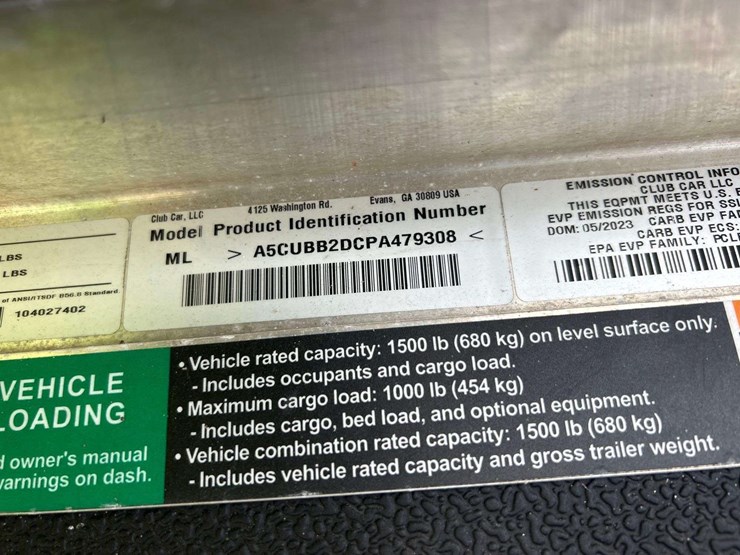 LBS
LBS
of ANSI/ITSDF B56.8 Standard
104027402
Club Car, LLC 4125 Washington Rd. Evans, GA 30809 USA
Model Product Identification Number
ML > A5CUBB2DCPA479308 <
EMISSION CONTROL INFO
CLUB CAR LLC
THIS EQPMT MEETS U.S. E
EVP EMISSION REGS FOR SSI
DOM: 05/2023 CARB EVP FAM
CARB EVP ECS:
EPA EVP FAMILY: PCLF
VEHICLE
LOADING
d owner's manual
warnings on dash.
• Vehicle rated capacity: 1500 lb (680 kg) on level surface only.
- Includes occupants and cargo load.
• Maximum cargo load: 1000 lb (454 kg)
- Includes cargo, bed load, and optional equipment.
• Vehicle combination rated capacity: 1500 lb (680 kg)
- Includes vehicle rated capacity and gross trailer weight.